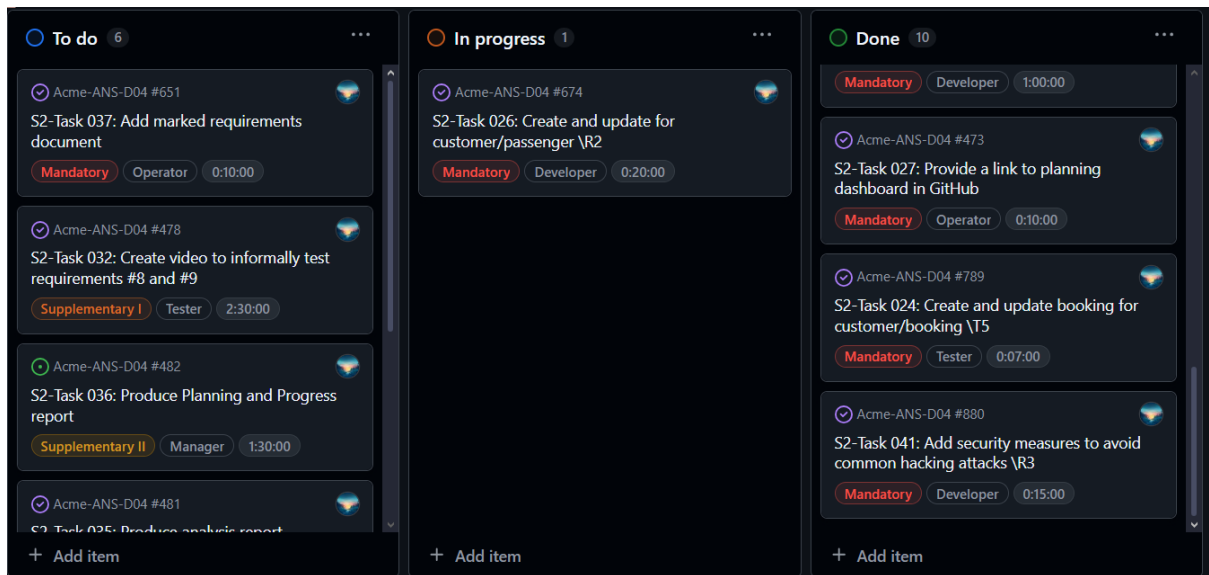 To do 6
Acme-ANS-D04 #651
S2-Task 037: Add marked requirements
document
Mandatory Operator 0:10:00
Acme-ANS-D04 #478
S2-Task 032: Create video to informally test
requirements #8 and #9
Supplementary I Tester 2:30:00
Acme-ANS-D04 #482
S2-Task 036: Produce Planning and Progress
report
Supplementary II Manager 1:30:00
Acme-ANS-D04 #481
S2-Task 035: Produce analysis report
+ Add item
In progress 1
Acme-ANS-D04 #674
S2-Task 026: Create and update for
customer/passenger \R2
Mandatory Developer 0:20:00
+ Add item
Done 10
Mandatory Developer 1:00:00
Acme-ANS-D04 #473
S2-Task 027: Provide a link to planning
dashboard in GitHub
Mandatory Operator 0:10:00
Acme-ANS-D04 #789
S2-Task 024: Create and update booking for
customer/booking \T5
Mandatory Tester 0:07:00
Acme-ANS-D04 #880
S2-Task 041: Add security measures to avoid
common hacking attacks \R3
Mandatory Developer 0:15:00
+ Add item